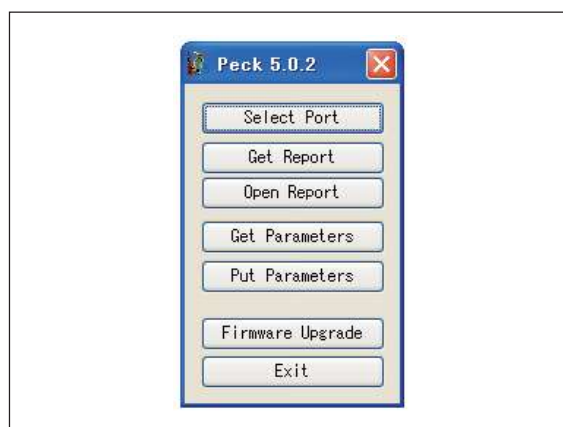 Peck 5.0.2
Select Port
Get Report
Open Report
Get Parameters
Put Parameters
Firmware Upgrade
Exit